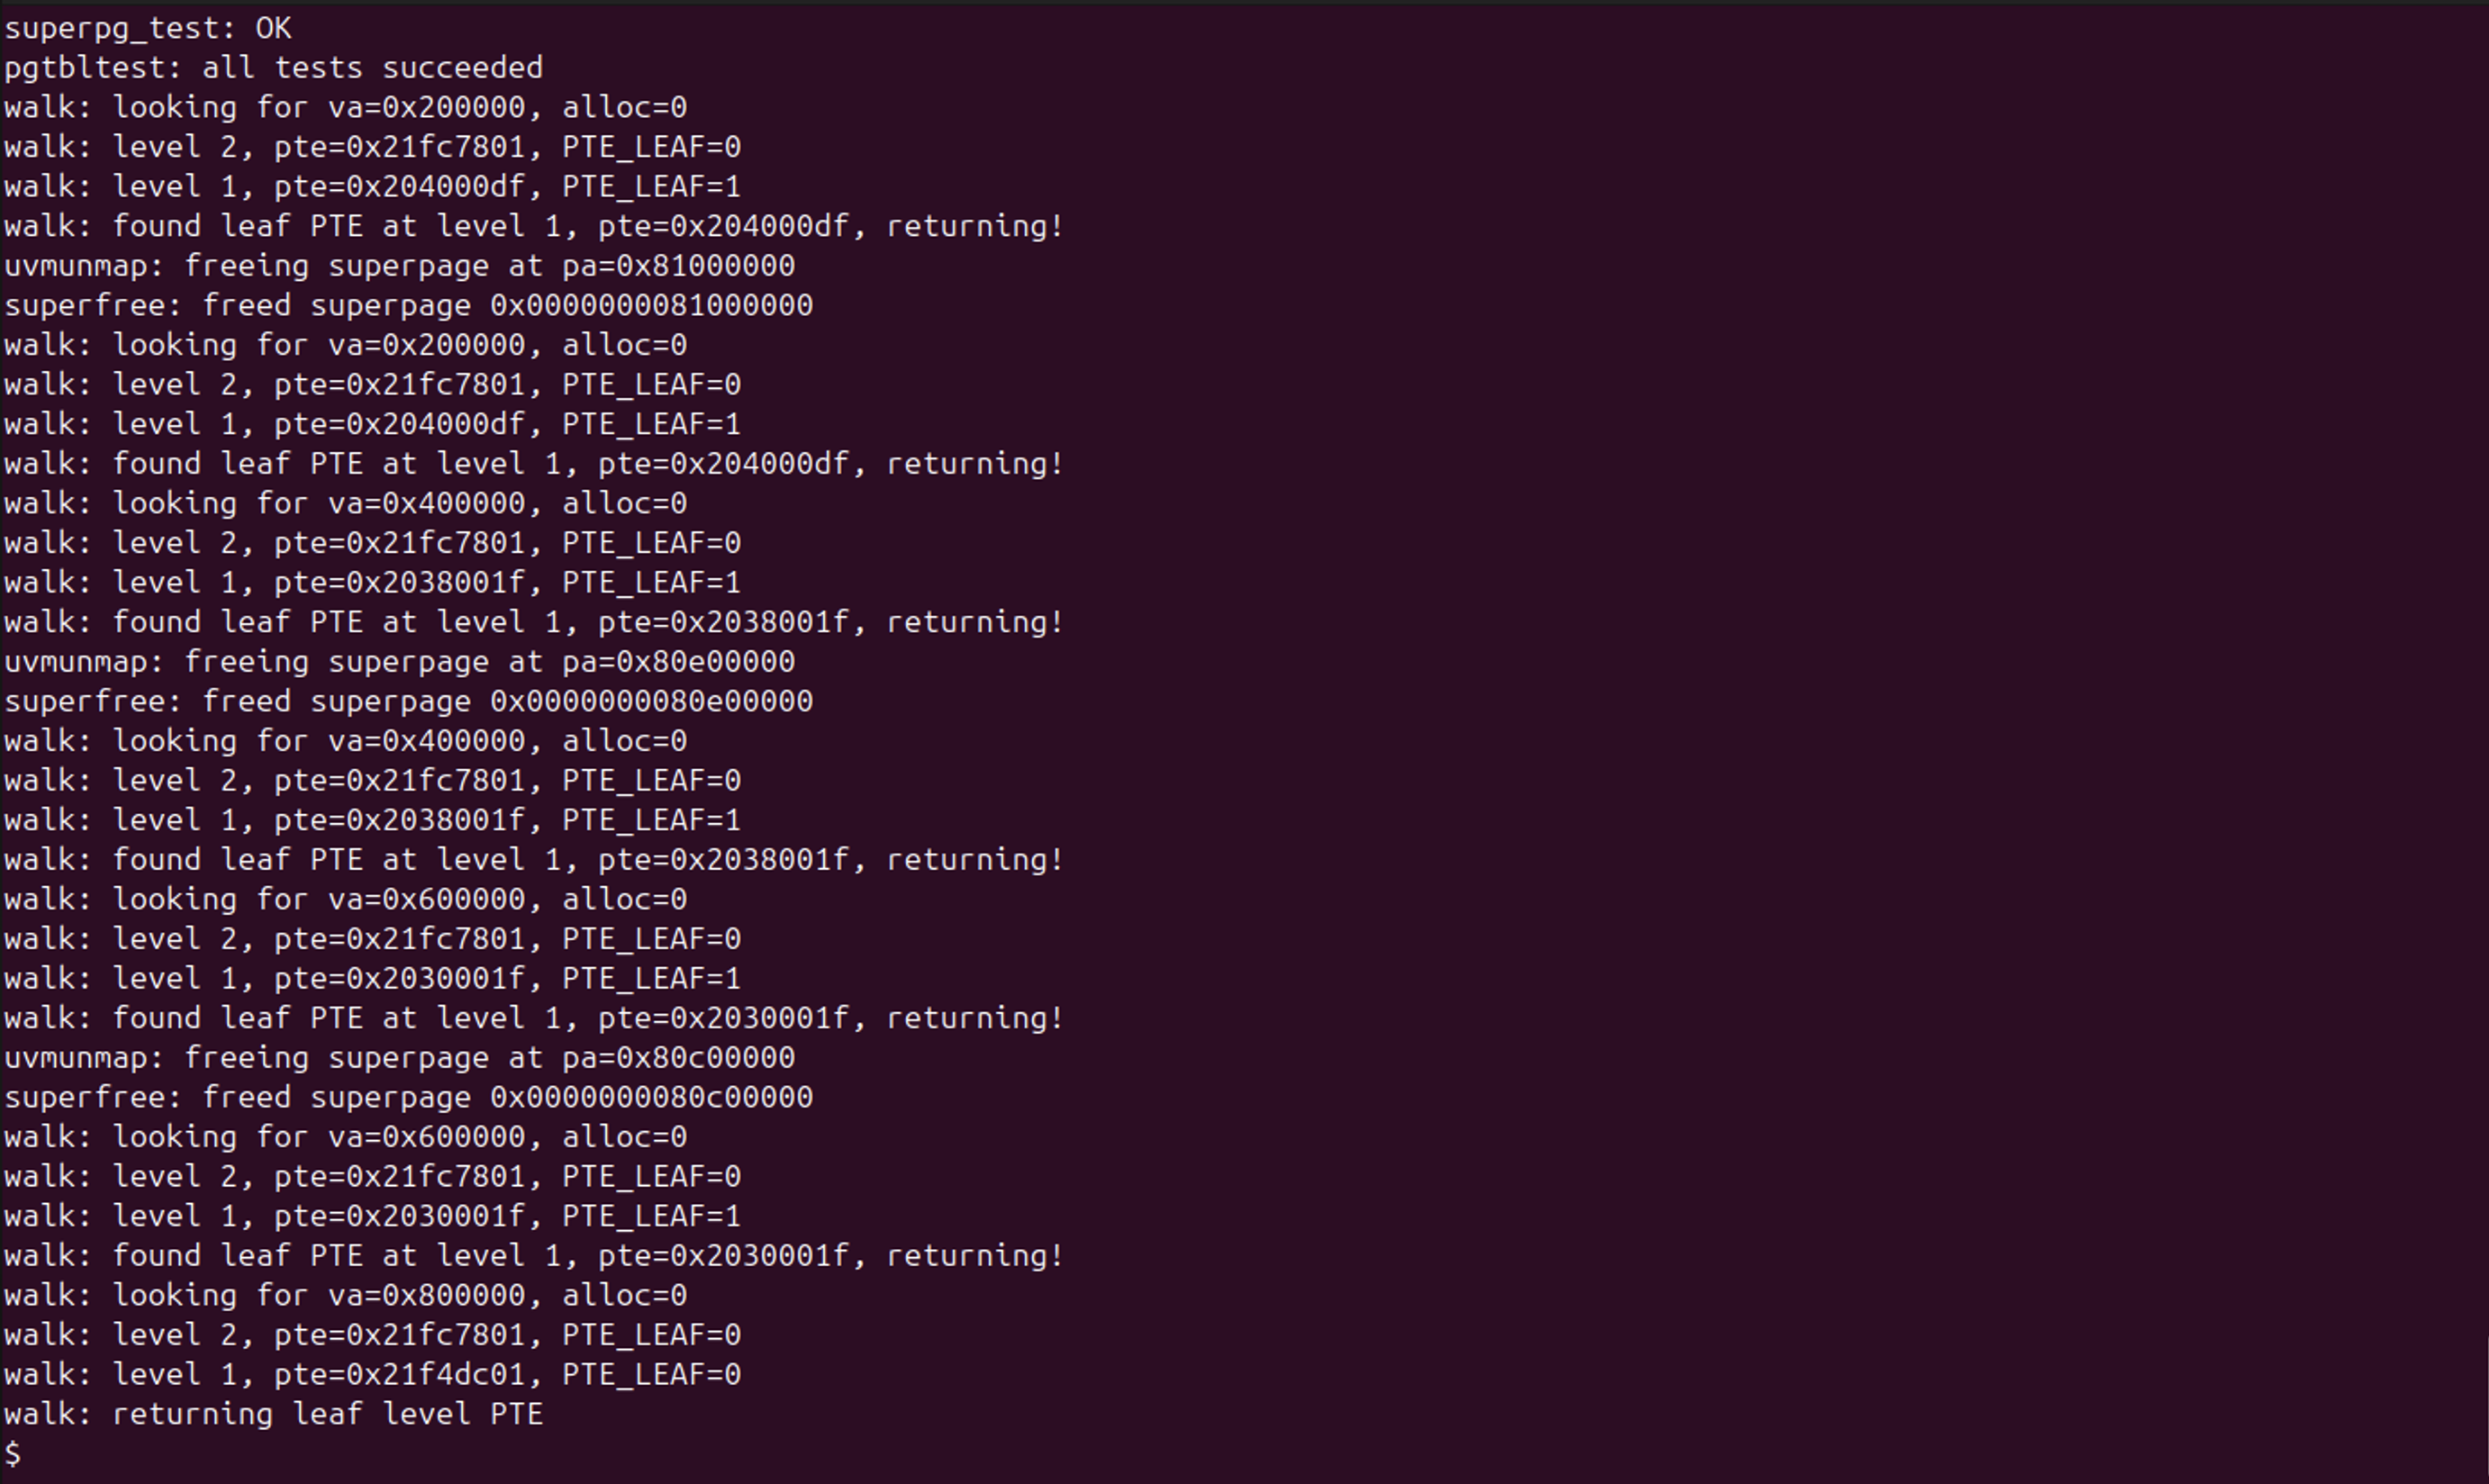 superpg_test: OK
pgtbltest: all tests succeeded
walk: looking for va=0x200000, alloc=0
walk: level 2, pte=0x21fc7801, PTE_LEAF=0
walk: level 1, pte=0x204000df, PTE_LEAF=1
walk: found leaf PTE at level 1, pte=0x204000df, returning!
uvmunmap: freeing superpage at pa=0x81000000
superfree: freed superpage 0x0000000081000000
walk: looking for va=0x200000, alloc=0
walk: level 2, pte=0x21fc7801, PTE_LEAF=0
walk: level 1, pte=0x204000df, PTE_LEAF=1
walk: found leaf PTE at level 1, pte=0x204000df, returning!
walk: looking for va=0x400000, alloc=0
walk: level 2, pte=0x21fc7801, PTE_LEAF=0
walk: level 1, pte=0x2038001f, PTE_LEAF=1
walk: found leaf PTE at level 1, pte=0x2038001f, returning!
uvmunmap: freeing superpage at pa=0x80e00000
superfree: freed superpage 0x0000000080e00000
walk: looking for va=0x400000, alloc=0
walk: level 2, pte=0x21fc7801, PTE_LEAF=0
walk: level 1, pte=0x2038001f, PTE_LEAF=1
walk: found leaf PTE at level 1, pte=0x2038001f, returning!
walk: looking for va=0x600000, alloc=0
walk: level 2, pte=0x21fc7801, PTE_LEAF=0
walk: level 1, pte=0x2030001f, PTE_LEAF=1
walk: found leaf PTE at level 1, pte=0x2030001f, returning!
uvmunmap: freeing superpage at pa=0x80c00000
superfree: freed superpage 0x0000000080c00000
walk: looking for va=0x600000, alloc=0
walk: level 2, pte=0x21fc7801, PTE_LEAF=0
walk: level 1, pte=0x2030001f, PTE_LEAF=1
walk: found leaf PTE at level 1, pte=0x2030001f, returning!
walk: looking for va=0x800000, alloc=0
walk: level 2, pte=0x21fc7801, PTE_LEAF=0
walk: level 1, pte=0x21f4dc01, PTE_LEAF=0
walk: returning leaf level PTE
$